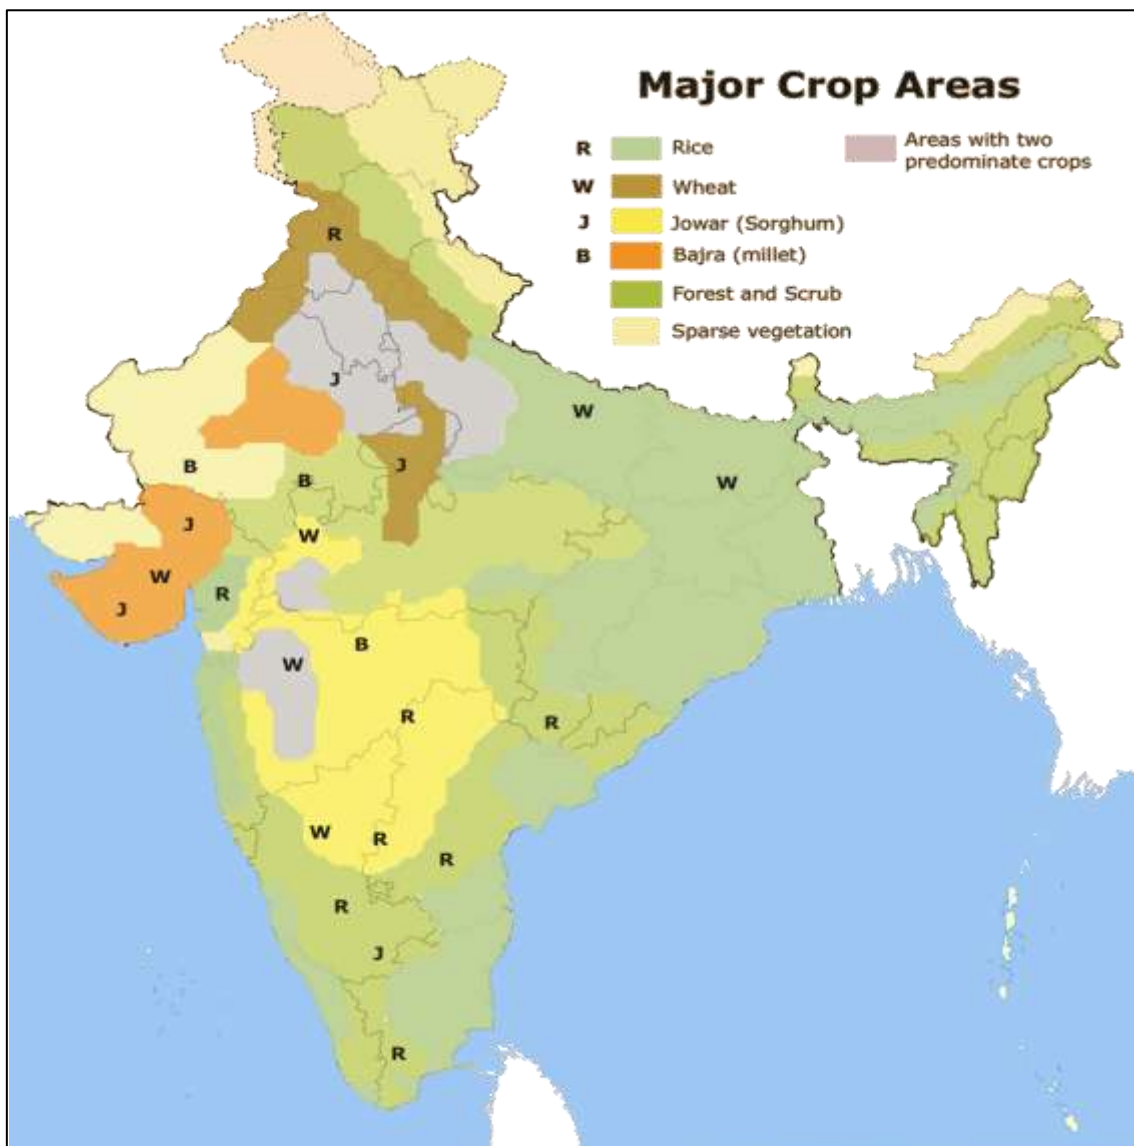 Major Crop Areas
R Rice
Areas with two
predominate crops
W Wheat
J Jowar (Sorghum)
B Bajra (millet)
Forest and Scrub
Sparse vegetation
R
J
W
J
B
B
W
J
W
W
R
J
B
W
R
R
W
R
R
R
J
R